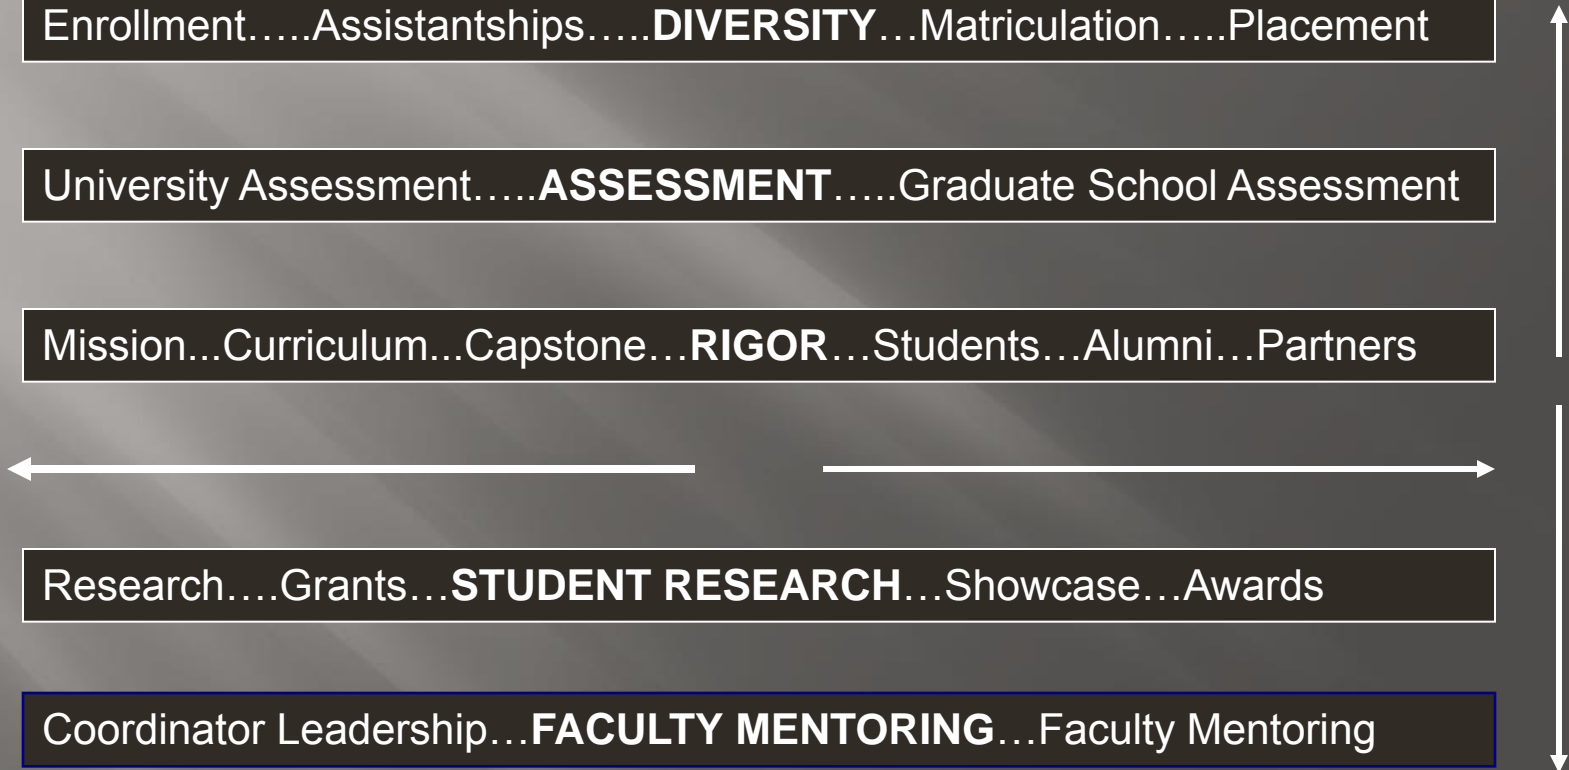 Enrollment…..Assistantships…..DIVERSITY…Matriculation…..Placement
University Assessment…..ASSESSMENT…..Graduate School Assessment
Mission...Curriculum...Capstone…RIGOR…Students…Alumni…Partners
Research….Grants…STUDENT RESEARCH…Showcase…Awards
Coordinator Leadership…FACULTY MENTORING…Faculty Mentoring